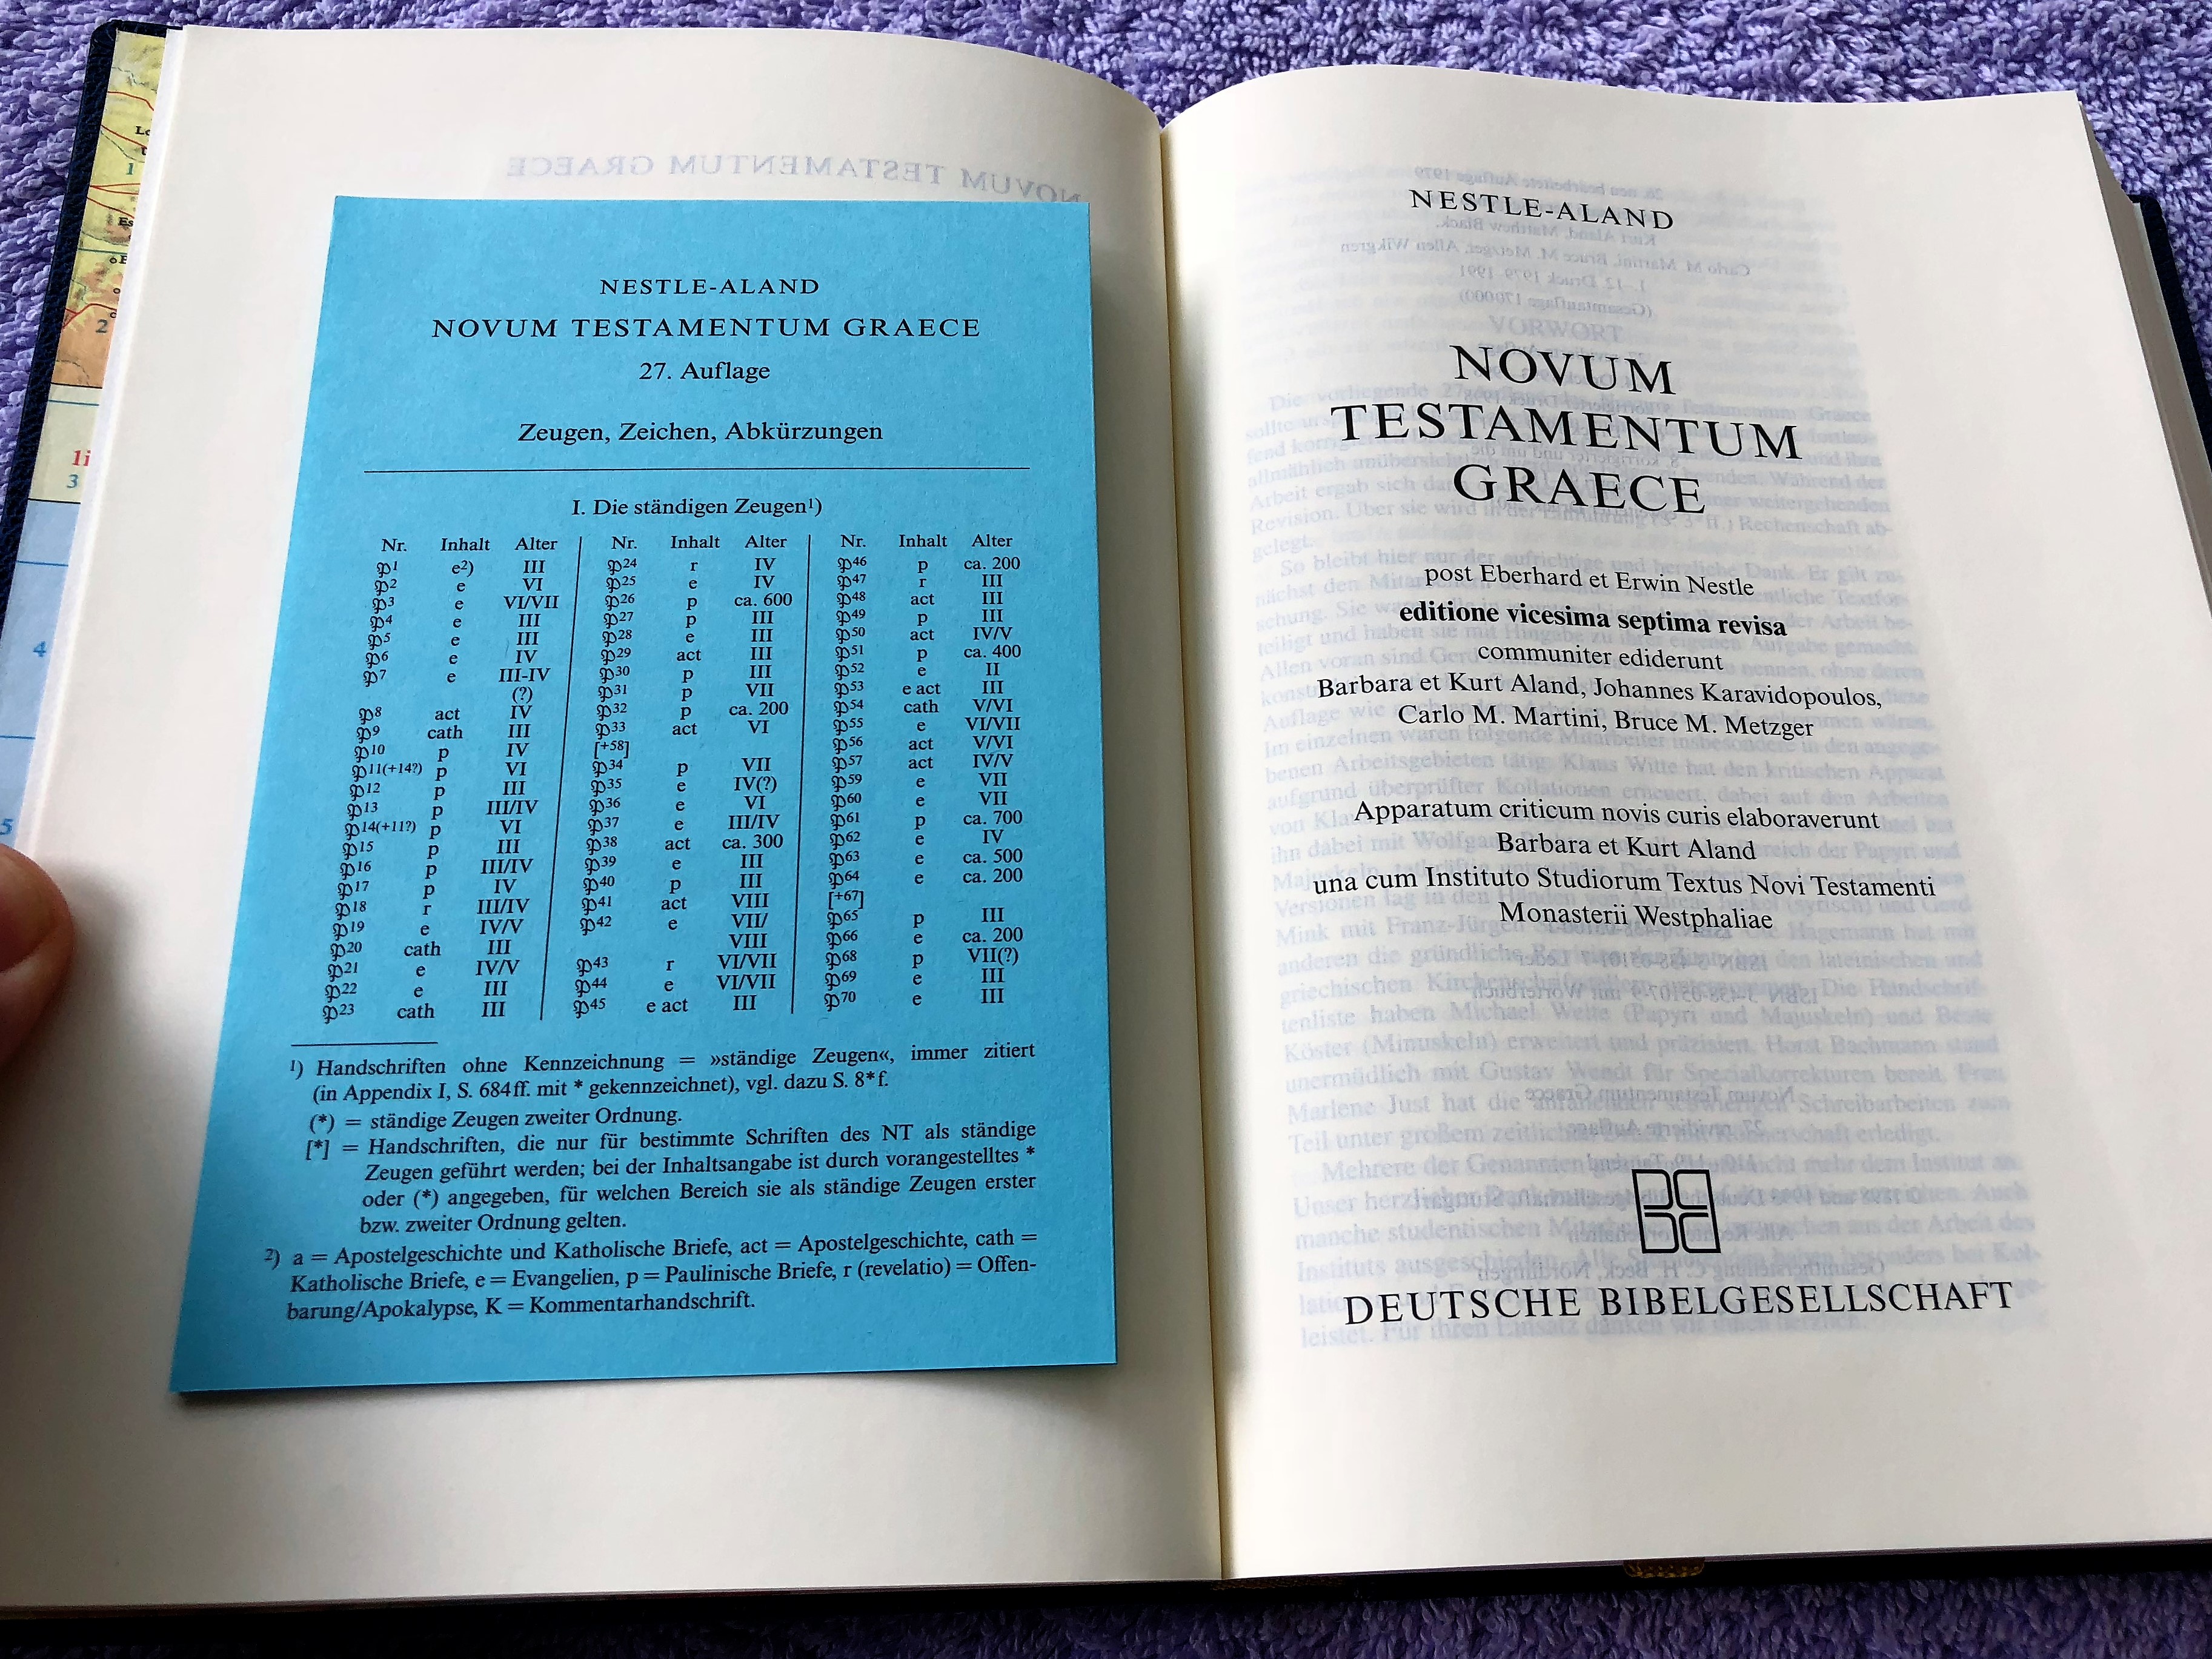 NESTLE-ALAND
NOVUM TESTAMENTUM GRAECE
27. Auflage
Zeugen, Zeichen, Abkürzungen
I. Die ständigen Zeugen¹)
Nr. Inhalt Alter
𝔓1 e²) III
𝔓2 e VI
𝔓3 e VI/VII
𝔓4 e III
𝔓5 e III
𝔓6 e IV
𝔓7 e III-IV
(?)
𝔓8 act IV
𝔓9 cath III
𝔓10 p IV
𝔓11(+14?) p VI
𝔓12 p III
𝔓13 p III/IV
𝔓14(+11?) p VI
𝔓15 p III
𝔓16 p III/IV
𝔓17 p IV
𝔓18 r III/IV
𝔓19 e IV/V
𝔓20 cath III
𝔓21 e IV/V
𝔓22 e III
𝔓23 cath III
Nr. Inhalt Alter
𝔓24 r IV
𝔓25 e IV
𝔓26 p ca. 600
𝔓27 p III
𝔓28 e III
𝔓29 act III
𝔓30 p III
𝔓31 p VII
𝔓32 p ca. 200
𝔓33 act VI
[+58]
𝔓34 p VII
𝔓35 e IV(?)
𝔓36 e VI
𝔓37 e III/IV
𝔓38 act ca. 300
𝔓39 e III
𝔓40 p III
𝔓41 act VIII
𝔓42 e VII/
VIII
𝔓43 r VI/VII
𝔓44 e VI/VII
𝔓45 e act III
Nr. Inhalt Alter
𝔓46 p ca. 200
𝔓47 r III
𝔓48 act III
𝔓49 p III
𝔓50 act IV/V
𝔓51 p ca. 400
𝔓52 e II
𝔓53 e act III
𝔓54 cath V/VI
𝔓55 e VI/VII
𝔓56 act V/VI
𝔓57 act IV/V
𝔓59 e VII
𝔓60 e VII
𝔓61 p ca. 700
𝔓62 e IV
𝔓63 e ca. 500
𝔓64 e ca. 200
[+67]
𝔓65 p III
𝔓66 e ca. 200
𝔓68 p VII(?)
𝔓69 e III
𝔓70 e III
¹) Handschriften ohne Kennzeichnung = »ständige Zeugen«, immer zitiert
(in Appendix I, S. 684ff. mit * gekennzeichnet), vgl. dazu S. 8*f.
(*) = ständige Zeugen zweiter Ordnung.
[*] = Handschriften, die nur für bestimmte Schriften des NT als ständige
Zeugen geführt werden; bei der Inhaltsangabe ist durch vorangestelltes *
oder (*) angegeben, für welchen Bereich sie als ständige Zeugen erster
bzw. zweiter Ordnung gelten.
²) a = Apostelgeschichte und Katholische Briefe, act = Apostelgeschichte, cath =
Katholische Briefe, e = Evangelien, p = Paulinische Briefe, r (revelatio) = Offen-
barung/Apokalypse, K = Kommentarhandschrift.
NESTLE-ALAND
NOVUM
TESTAMENTUM
GRAECE
post Eberhard et Erwin Nestle
editione vicesima septima revisa
communiter ediderunt
Barbara et Kurt Aland, Johannes Karavidopoulos,
Carlo M. Martini, Bruce M. Metzger
Apparatum criticum novis curis elaboraverunt
Barbara et Kurt Aland
una cum Instituto Studiorum Textus Novi Testamenti
Monasterii Westphaliae
DEUTSCHE BIBELGESELLSCHAFT